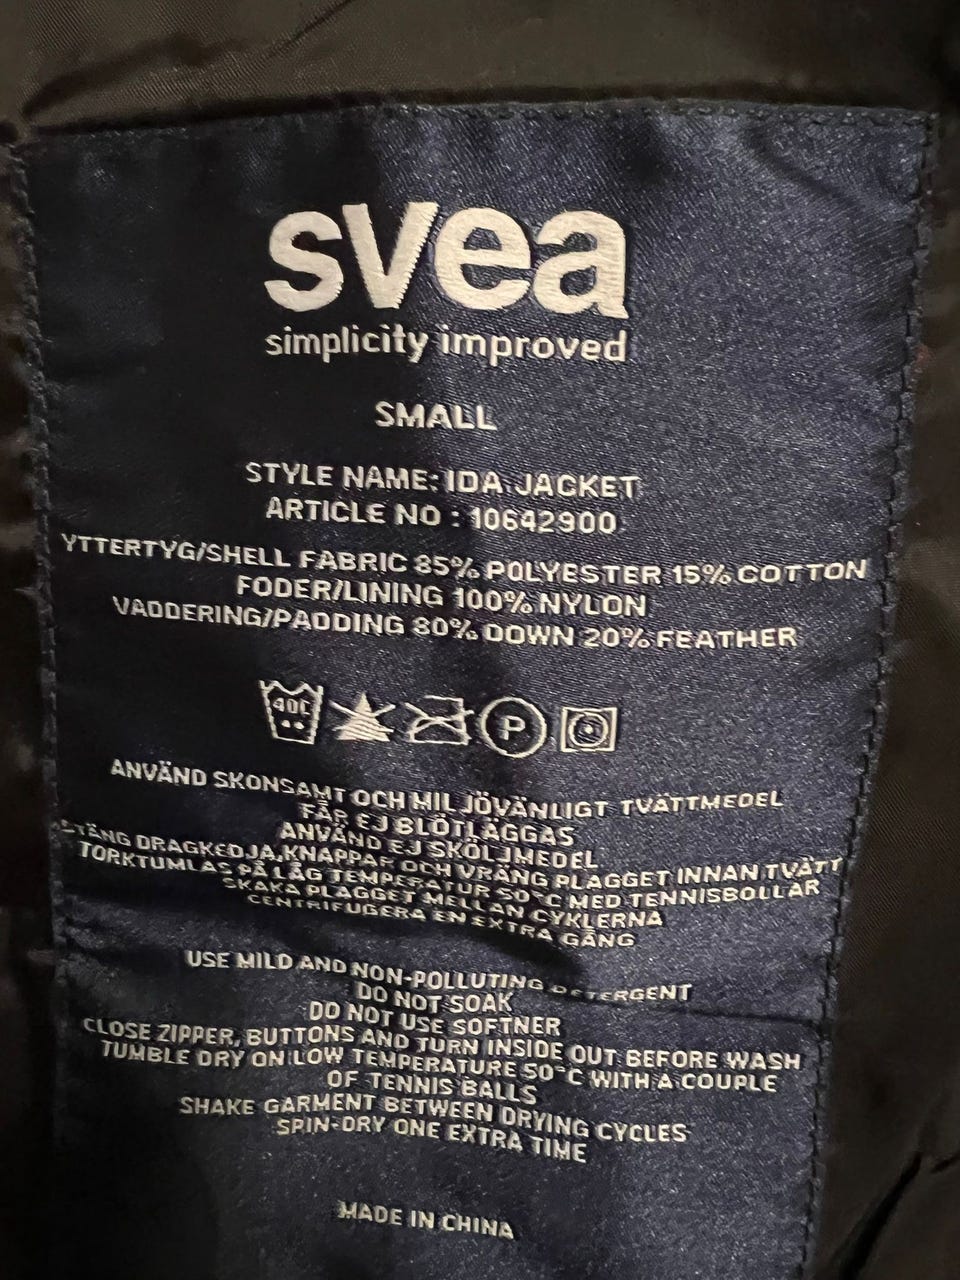 svea
simplicity improved
SMALL
STYLE NAME: IDA JACKET
ARTICLE NO : 10642900
YTTERTYG/SHELL FABRIC 85% POLYESTER 15% COTTON
FODER/LINING 100% NYLON
VADDERING/PADDING 80% DOWN 20% FEATHER
40C P
ANVÄND SKONSAMT OCH MILJÖVÄNLIGT TVÄTTMEDEL
FÅR EJ BLÖTLÄGGAS
ANVÄND EJ SKÖLJMEDEL
STÄNG DRAGKEDJA, KNAPPAR OCH VRÄNG PLAGGET INNAN TVÄTT
TORKTUMLAS PÅ LÅG TEMPERATUR 50°C MED TENNISBOLLAR
SKAKA PLAGGET MELLAN CYKLERNA
CENTRIFUGERA EN EXTRA GÅNG
USE MILD AND NON-POLLUTING DETERGENT
DO NOT SOAK
DO NOT USE SOFTNER
CLOSE ZIPPER, BUTTONS AND TURN INSIDE OUT BEFORE WASH
TUMBLE DRY ON LOW TEMPERATURE 50°C WITH A COUPLE
OF TENNIS BALLS
SHAKE GARMENT BETWEEN DRYING CYCLES
SPIN-DRY ONE EXTRA TIME
MADE IN CHINA